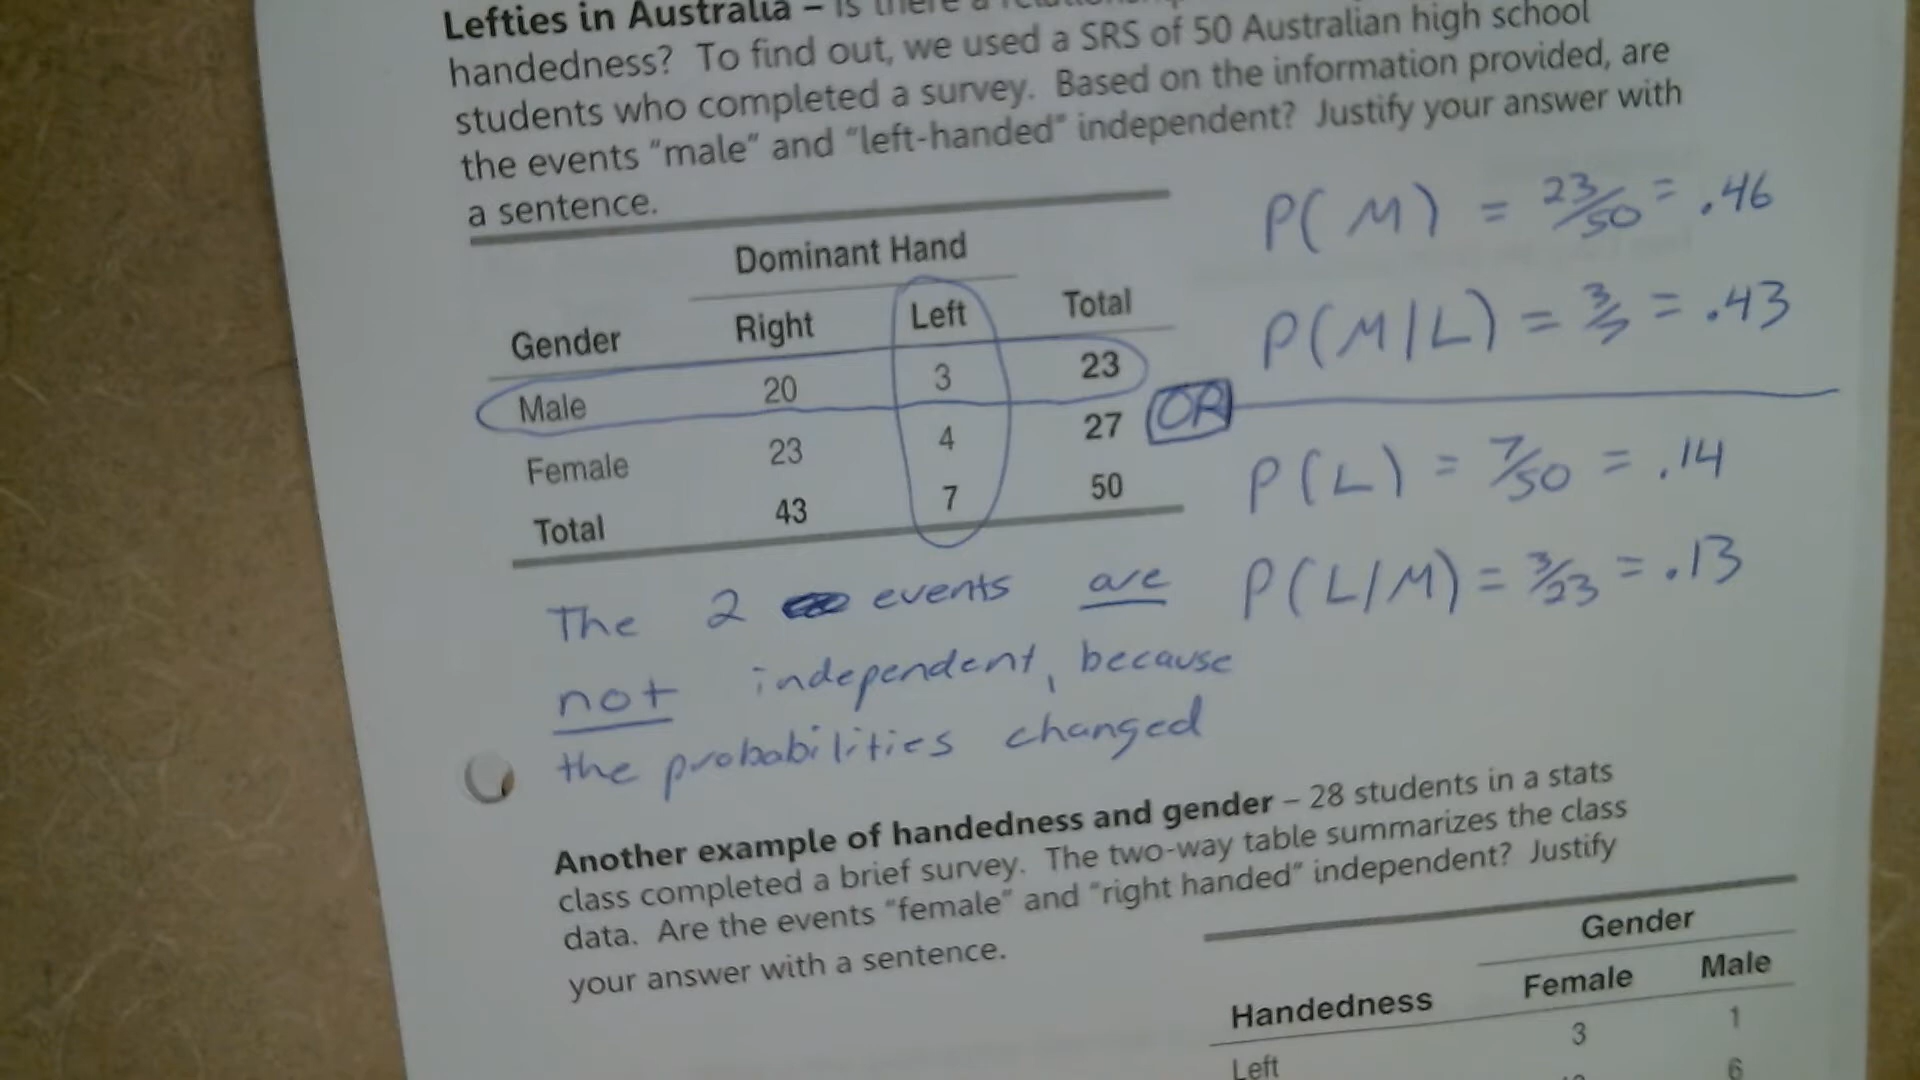 Lefties in Australia – Is there a
handedness? To find out, we used a SRS of 50 Australian high school
students who completed a survey. Based on the information provided, are
the events “male” and “left-handed” independent? Justify your answer with
a sentence.
Dominant Hand
Gender Right Left Total
Male 20 3 23
Female 23 4 27
Total 43 7 50
P(M) = 23/50 = .46
P(M|L) = 3/7 = .43
OR
P(L) = 7/50 = .14
P(L|M) = 3/23 = .13
The 2 events are
not independent, because
the probabilities changed
Another example of handedness and gender – 28 students in a stats
class completed a brief survey. The two-way table summarizes the class
data. Are the events “female” and “right handed” independent? Justify
your answer with a sentence.
Gender
Handedness Female Male
Left 3 1
6